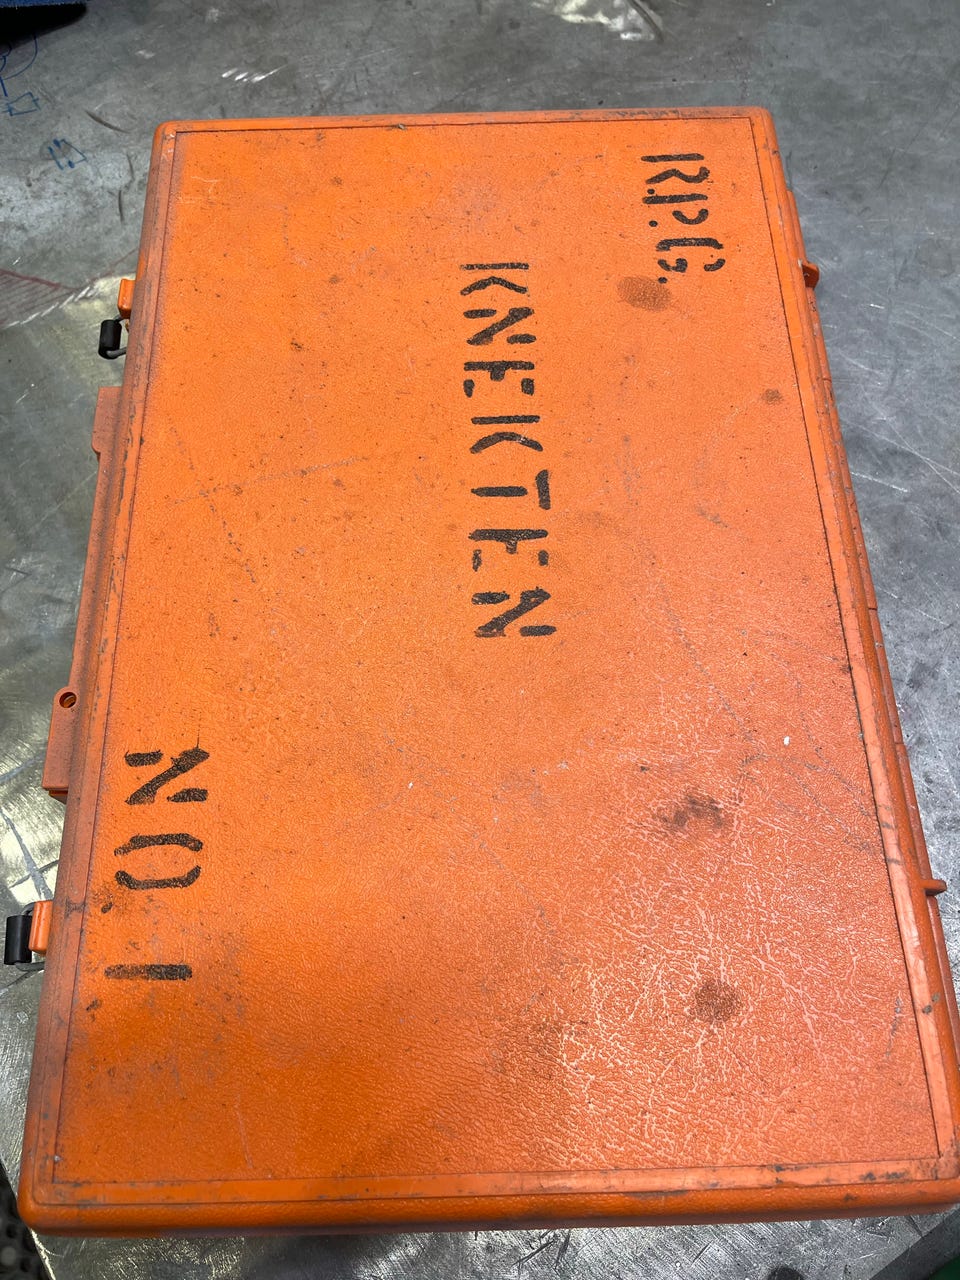 R.P.G.
KNEKTEN
NO. 1